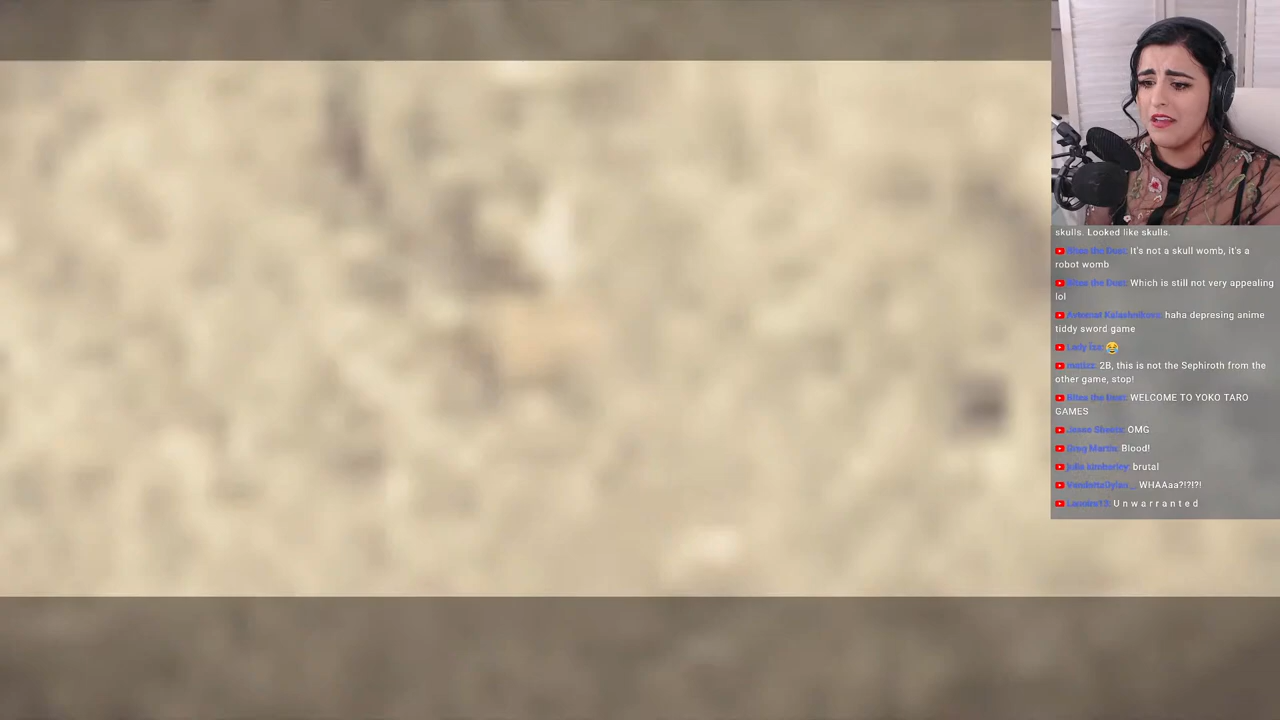 skulls. Looked like skulls.
it's not a skull womb, it's a
robot womb
Which is still not very appealing
lol
haha depresing anime
tiddy sword game
😂
2B, this is not the Sephiroth from the
other game, stop!
WELCOME TO YOKO TARO
GAMES
OMG
Blood!
brutal
WHAAaa?!?!?!
U n w a r r a n t e d